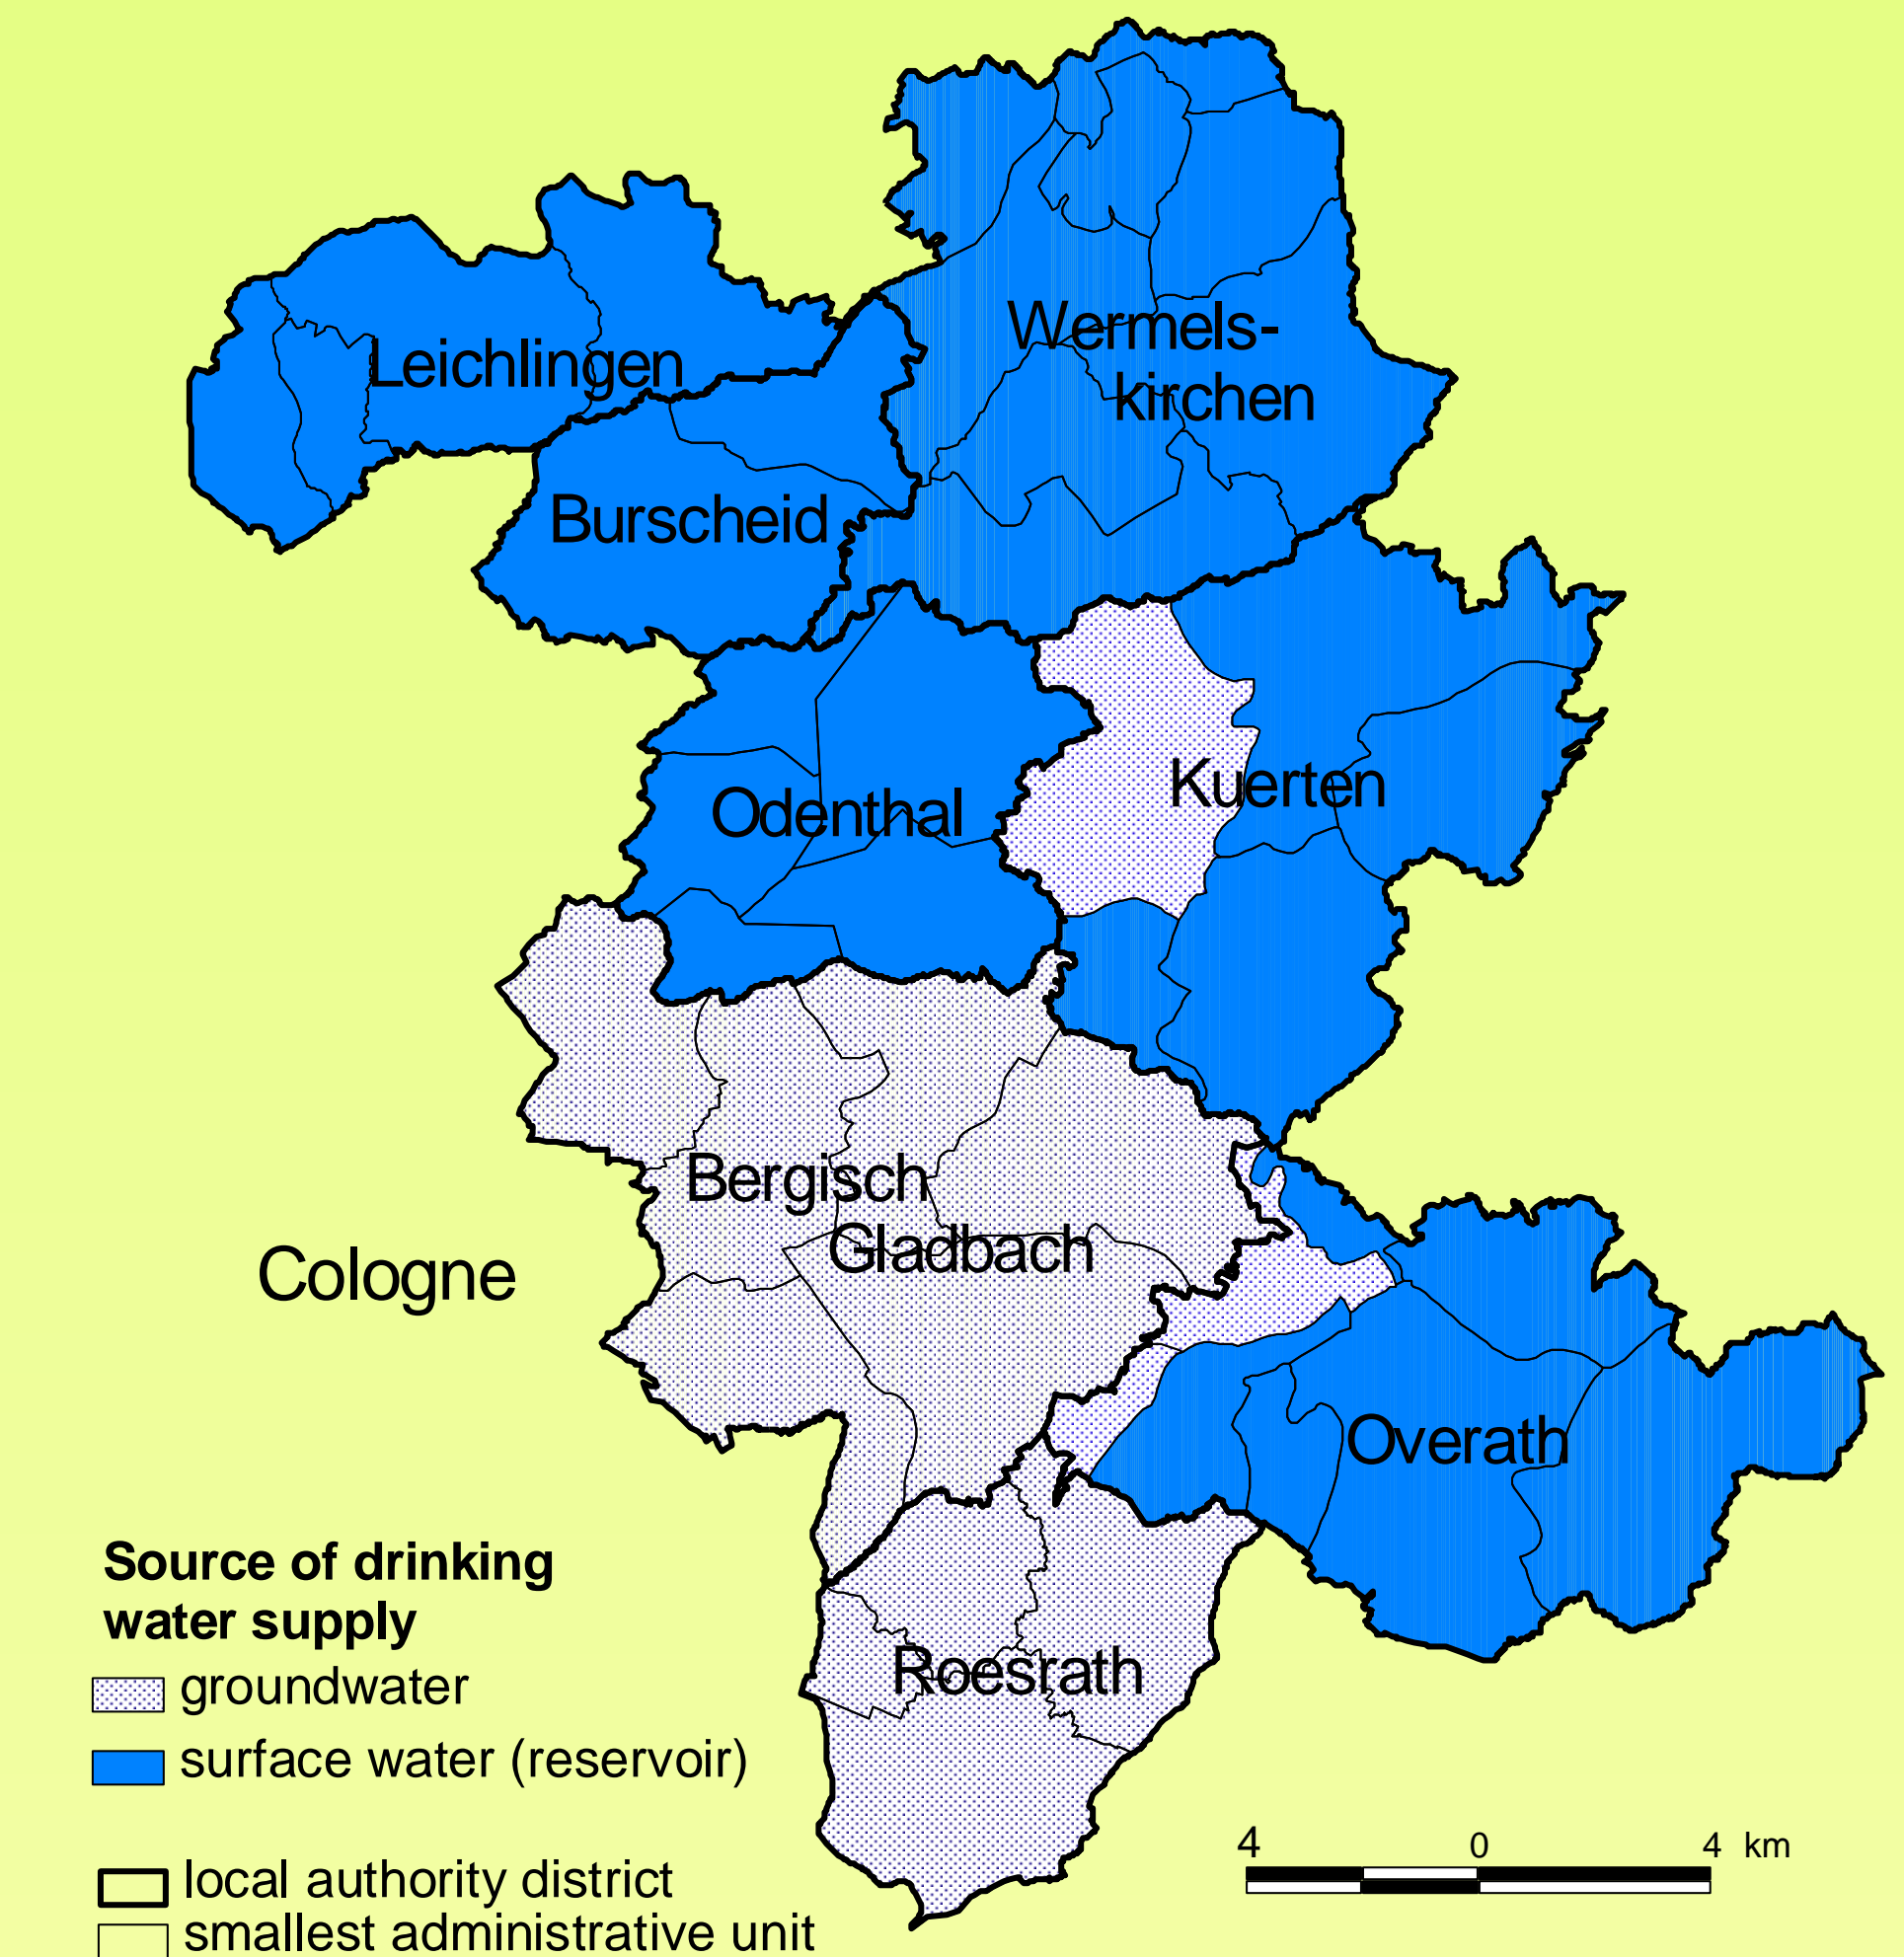 Wermels-
kirchen
Leichlingen
Burscheid
Odenthal
Kuerten
Bergisch
Gladbach
Cologne
Overath
Roesrath
Source of drinking
water supply
groundwater
surface water (reservoir)
local authority district
smallest administrative unit
4 0 4 km